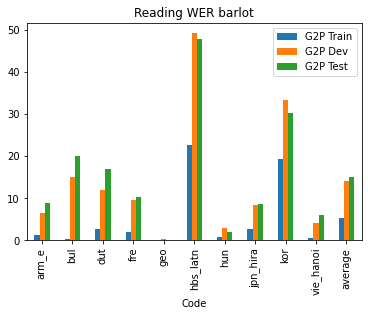 Reading WER barlot
50
40
30
20
10
0
G2P Train
G2P Dev
G2P Test
arm_e
bul
dut
fre
geo
hbs_latn
hun
jpn_hira
kor
vie_hanoi
average
Code